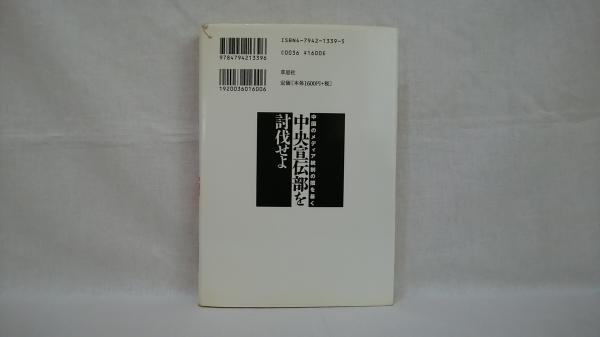 ISBN4-7942-1339-5
C0036 ¥1600E
9784794213396
草思社
定価[本体1600円+税]
1920036016006
中国のメディア統制の闇を暴く
中央宣伝部を
討伐せよ